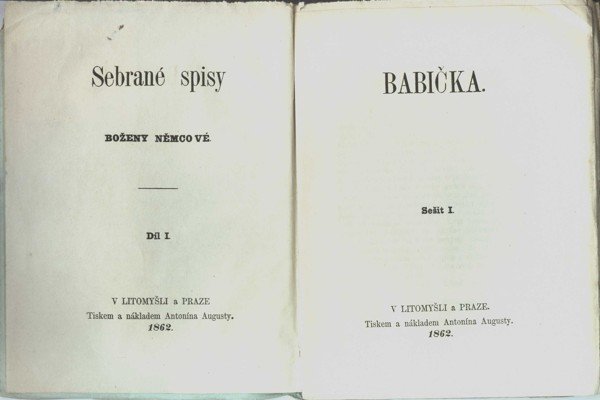 Sebrané spisy
BOŽENY NĚMCOVÉ.
Díl I.
V LITOMYŠLI a PRAZE
Tiskem a nákladem Antonína Augusty.
1862.
BABIČKA.
Sešit I.
V LITOMYŠLI a PRAZE.
Tiskem a nákladem Antonína Augusty.
1862.